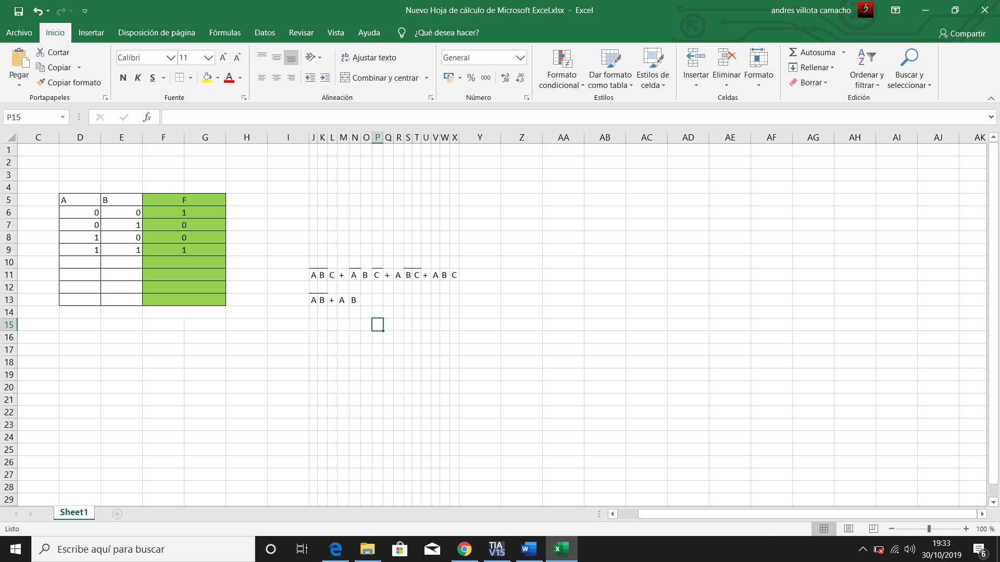 Nuevo Hoja de cálculo de Microsoft Excel.xlsx - Excel
andres villota camacho
Archivo Inicio Insertar Disposición de página Fórmulas Datos Revisar Vista Ayuda ¿Qué desea hacer? Compartir
Pegar
Cortar
Copiar
Copiar formato
Portapapeles
Calibri 11
N K S
Fuente
Ajustar texto
Combinar y centrar
Alineación
General
% 000
Número
Formato condicional
Dar formato como tabla
Estilos de celda
Estilos
Insertar Eliminar Formato
Celdas
Autosuma
Rellenar
Borrar
Ordenar y filtrar
Buscar y seleccionar
Edición
P15 fx
C D E F G H I J K L M N O P Q R S T U V W X Y Z AA AB AC AD AE AF AG AH AI AJ AK
1
2
3
4
5 A B F
6 0 0 1
7 0 1 0
8 1 0 0
9 1 1 1
10
11 A̅ B̅ C + A̅ B C̅ + A B̅ C̅ + A B C
12
13 A̅ B̅ + A B
14
15
16
17
18
19
20
21
22
23
24
25
26
27
28
29
Sheet1
Listo
100 %
Escribe aquí para buscar
TIA V15
19:33
30/10/2019
6